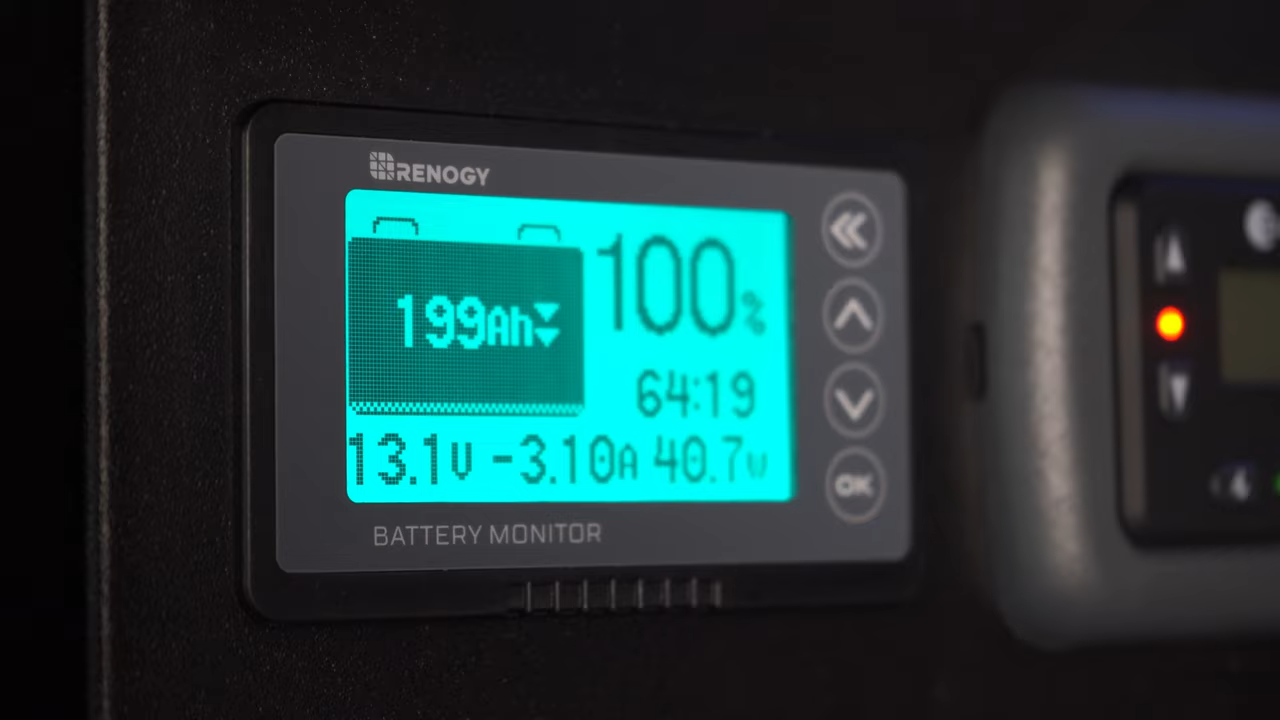 RENOGY
199Ah
100%
64:19
13.1V -3.10A 40.7W
BATTERY MONITOR
OK